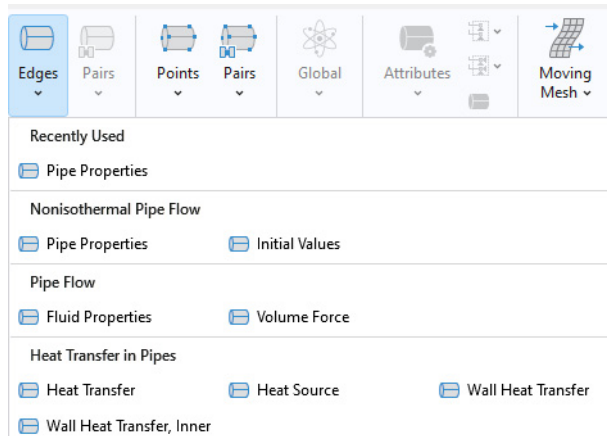 Edges Pairs Points Pairs Global Attributes Moving Mesh
Recently Used
Pipe Properties
Nonisothermal Pipe Flow
Pipe Properties Initial Values
Pipe Flow
Fluid Properties Volume Force
Heat Transfer in Pipes
Heat Transfer Heat Source Wall Heat Transfer
Wall Heat Transfer, Inner